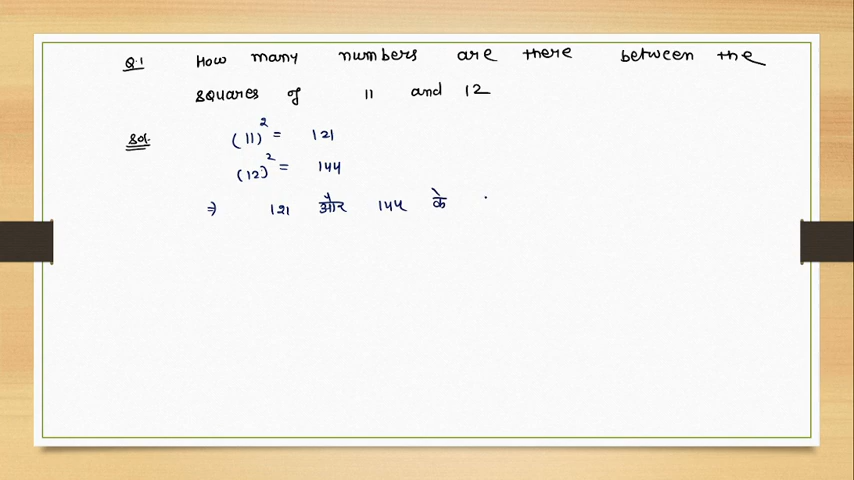 Q.1 How many numbers are there between the
squares of 11 and 12
Sol. (11)² = 121
(12)² = 144
⇒ 121 और 144 के